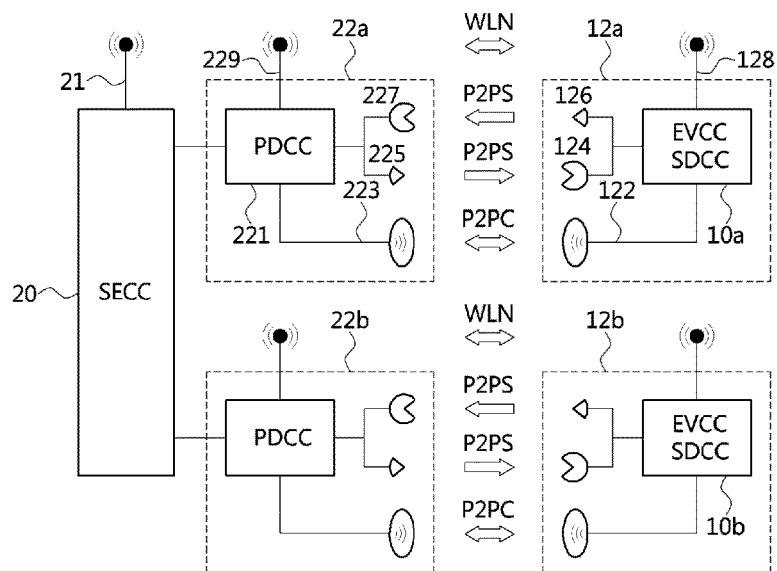 22a
WLN
12a
21
229
128
227
P2PS
126
PDCC
EVCC
SDCC
225
P2PS
124
223
122
221
P2PC
10a
20
SECC
22b
WLN
12b
P2PS
PDCC
EVCC
SDCC
P2PS
P2PC
10b